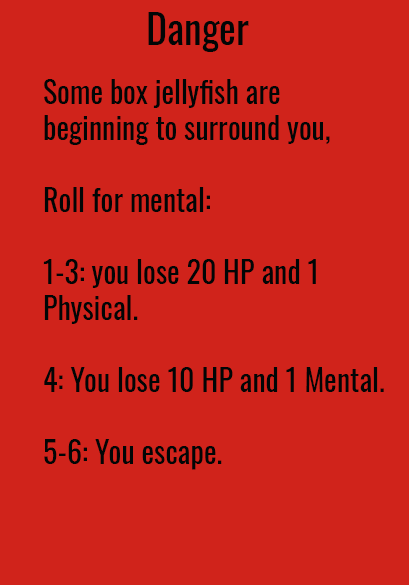 Danger
Some box jellyfish are
beginning to surround you,
Roll for mental:
1-3: you lose 20 HP and 1
Physical.
4: You lose 10 HP and 1 Mental.
5-6: You escape.